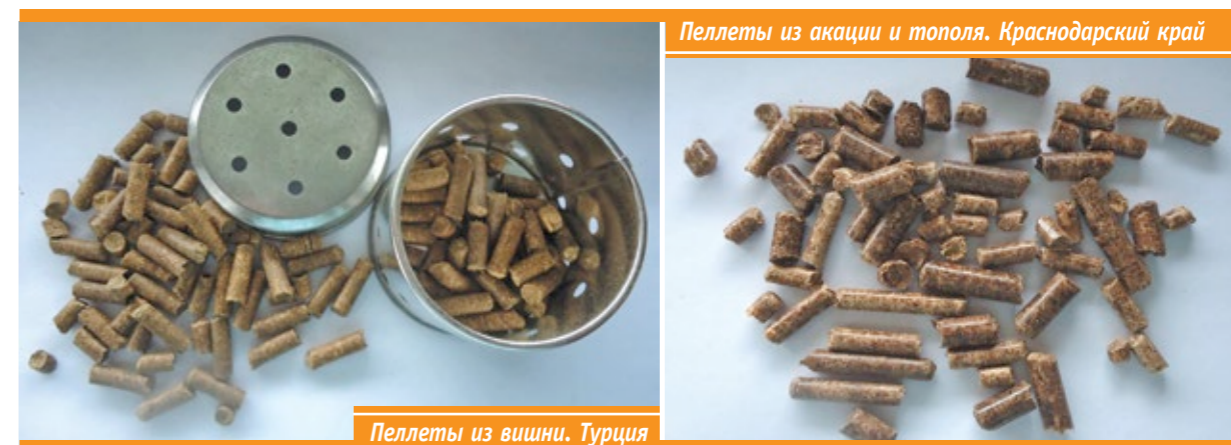 Пеллеты из акации и тополя. Краснодарский край
Пеллеты из вишни. Турция